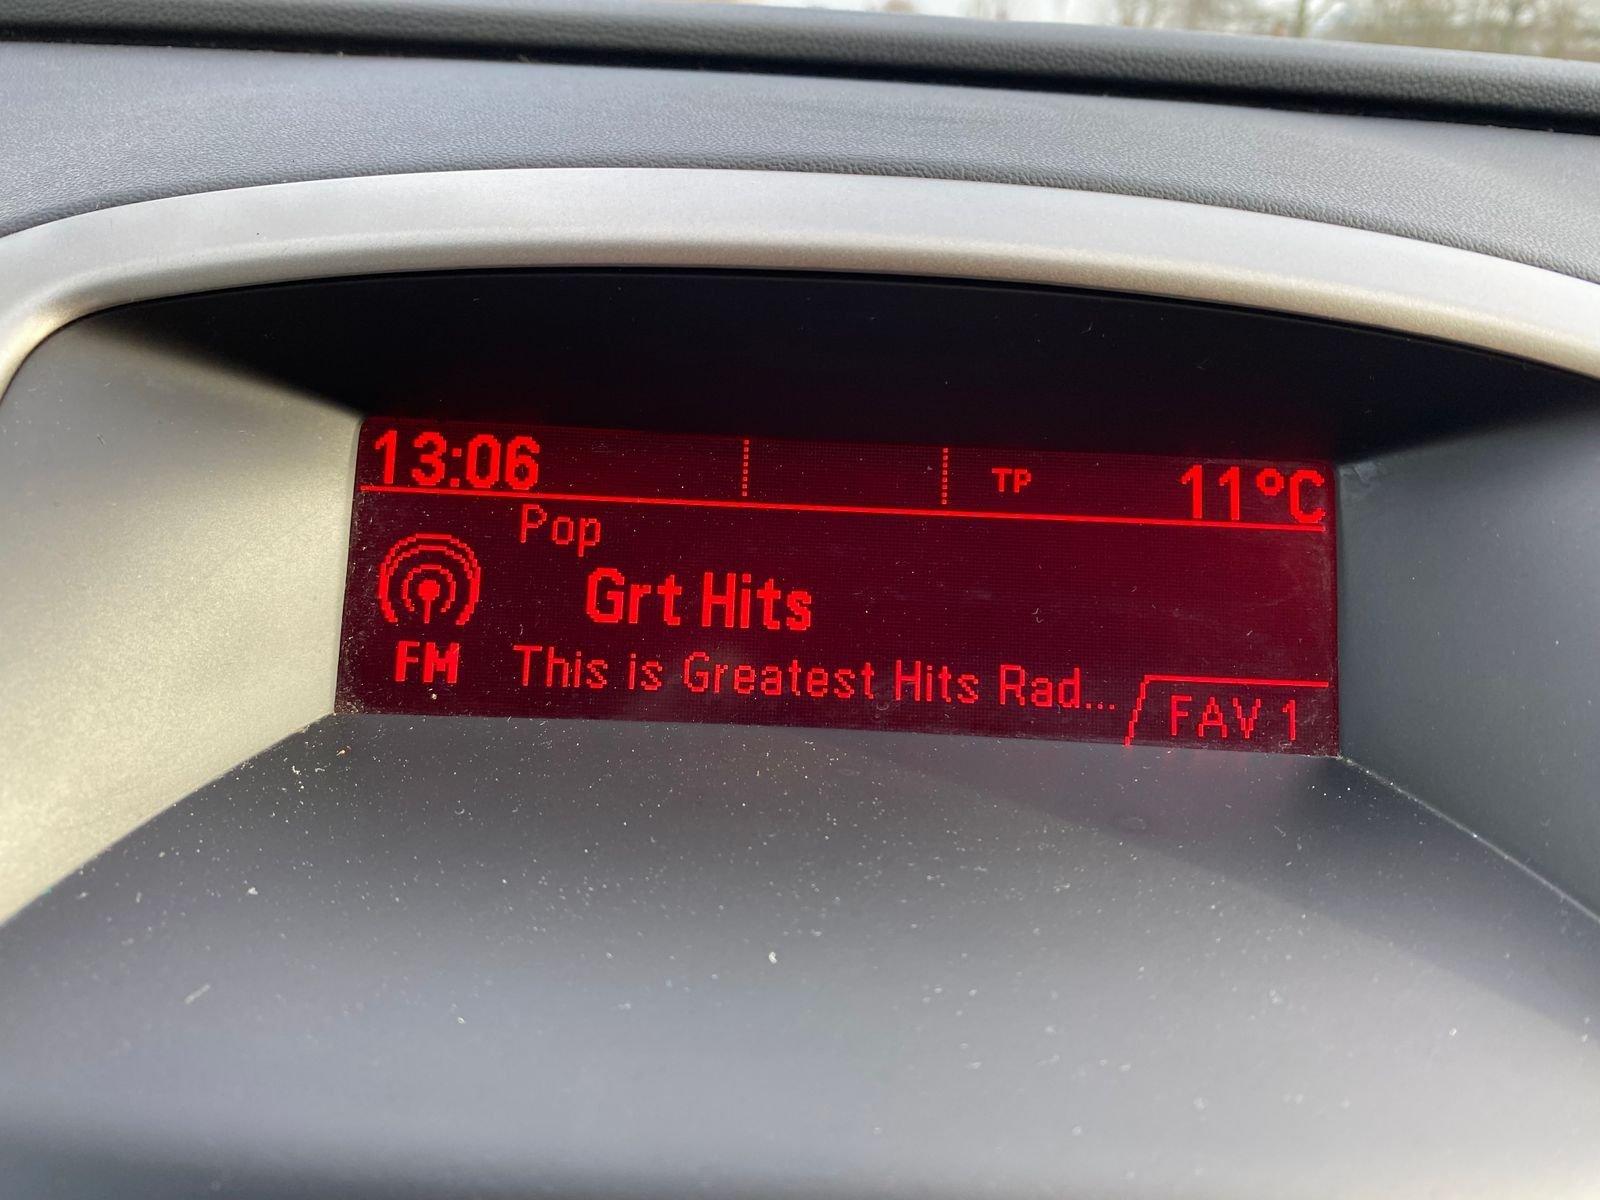 13:06 TP 11°C
Pop
Grt Hits
FM This is Greatest Hits Rad...
FAV 1